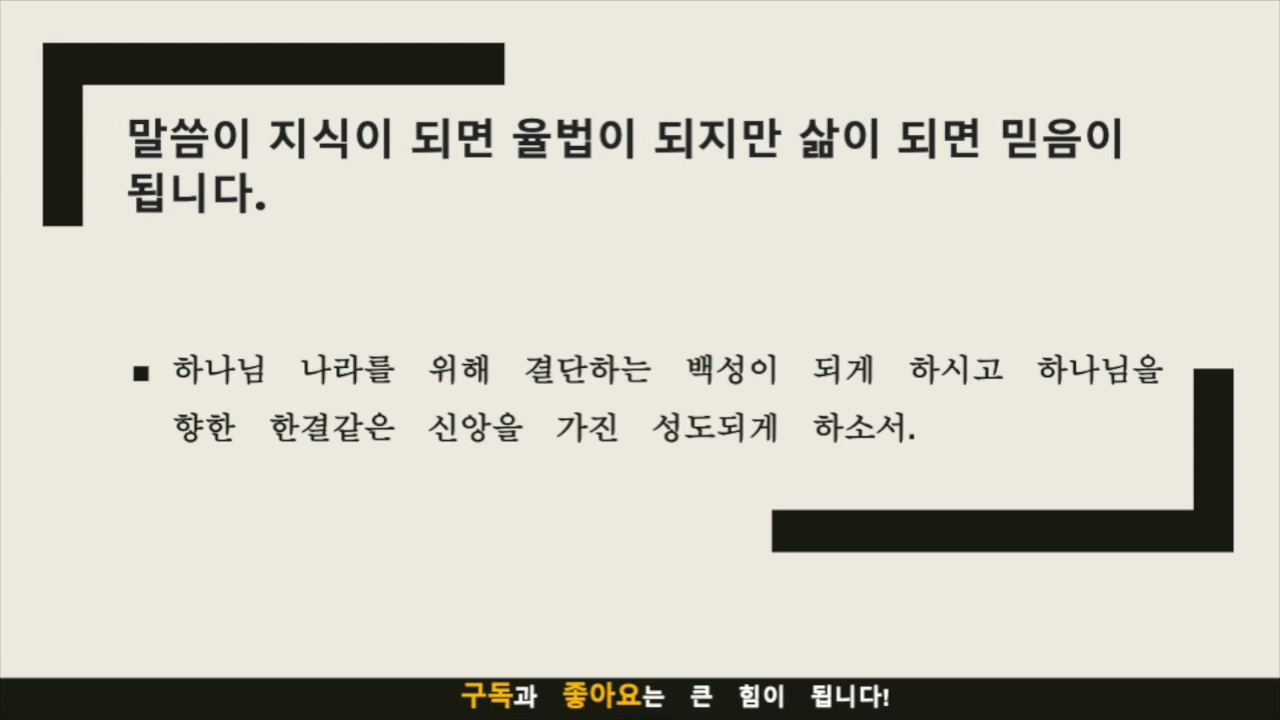 말씀이 지식이 되면 율법이 되지만 삶이 되면 믿음이
됩니다.
▪ 하나님 나라를 위해 결단하는 백성이 되게 하시고 하나님을
향한 한결같은 신앙을 가진 성도되게 하소서.
구독과 좋아요는 큰 힘이 됩니다!